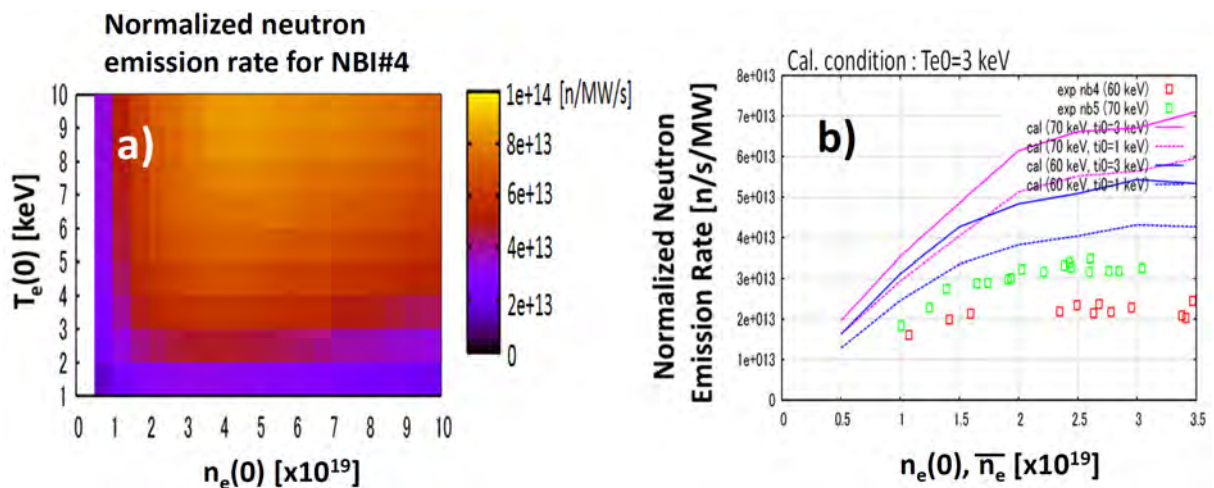 Normalized neutron
emission rate for NBI#4
a)
10
9
8
7
6
5
4
3
2
1
Te(0) [keV]
0 1 2 3 4 5 6 7 8 9 10
ne(0) [x10^19]
1e+14 [n/MW/s]
8e+13
6e+13
4e+13
2e+13
0
Cal. condition : Te0=3 keV
b)
exp nb4 (60 keV)
exp nb5 (70 keV)
cal (70 keV, ti0=3 keV)
cal (70 keV, ti0=1 keV)
cal (60 keV, ti0=3 keV)
cal (60 keV, ti0=1 keV)
8e+013
7e+013
6e+013
5e+013
4e+013
3e+013
2e+013
1e+013
0
Normalized Neutron
Emission Rate [n/s/MW]
0 0.5 1 1.5 2 2.5 3 3.5
ne(0), n̅e [x10^19]